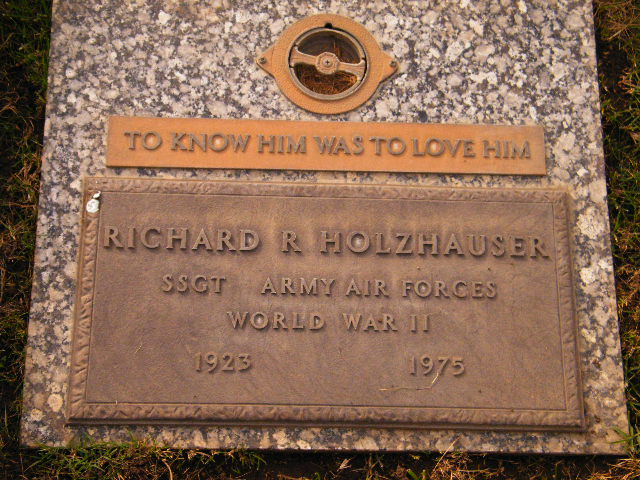 TO KNOW HIM WAS TO LOVE HIM
RICHARD R HOLZHAUSER
SSGT ARMY AIR FORCES
WORLD WAR II
1923 1975